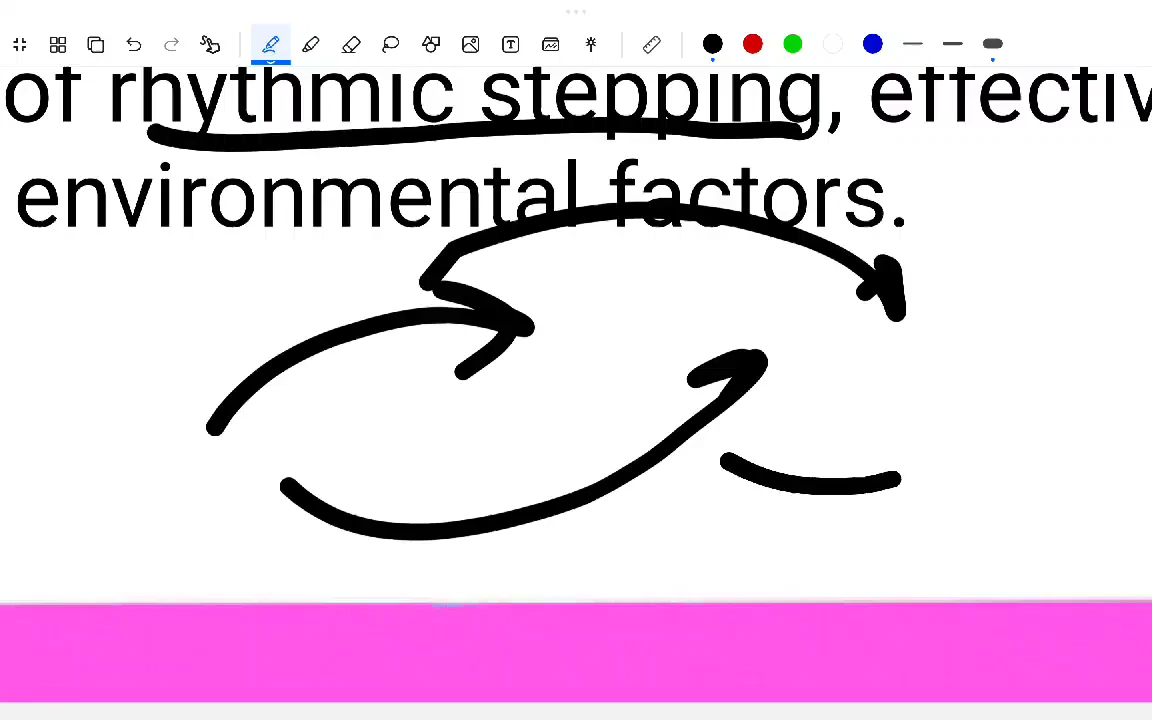 of rhythmic stepping, effectiv
environmental factors.